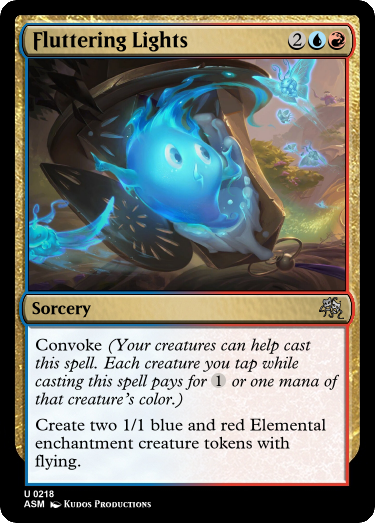 Fluttering Lights 2
Sorcery
Convoke (Your creatures can help cast
this spell. Each creature you tap while
casting this spell pays for 1 or one mana of
that creature's color.)
Create two 1/1 blue and red Elemental
enchantment creature tokens with
flying.
U 0218
ASM Kudos Productions